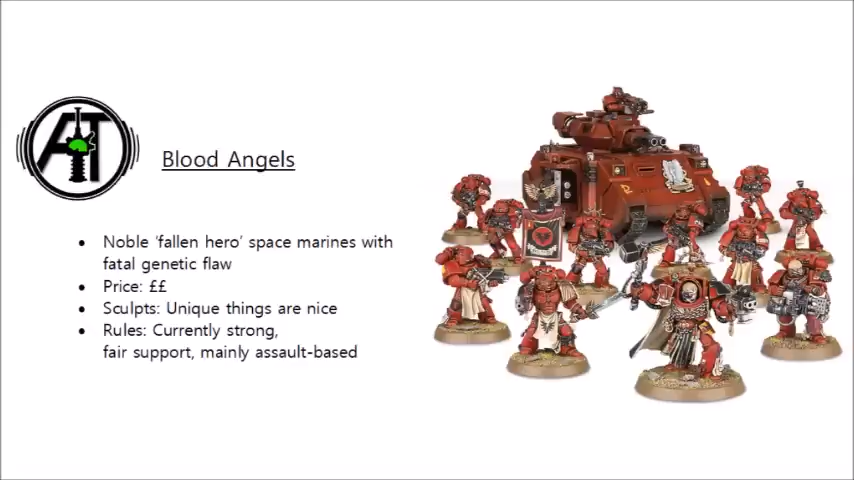 AT
Blood Angels
• Noble 'fallen hero' space marines with
fatal genetic flaw
• Price: ££
• Sculpts: Unique things are nice
• Rules: Currently strong,
fair support, mainly assault-based